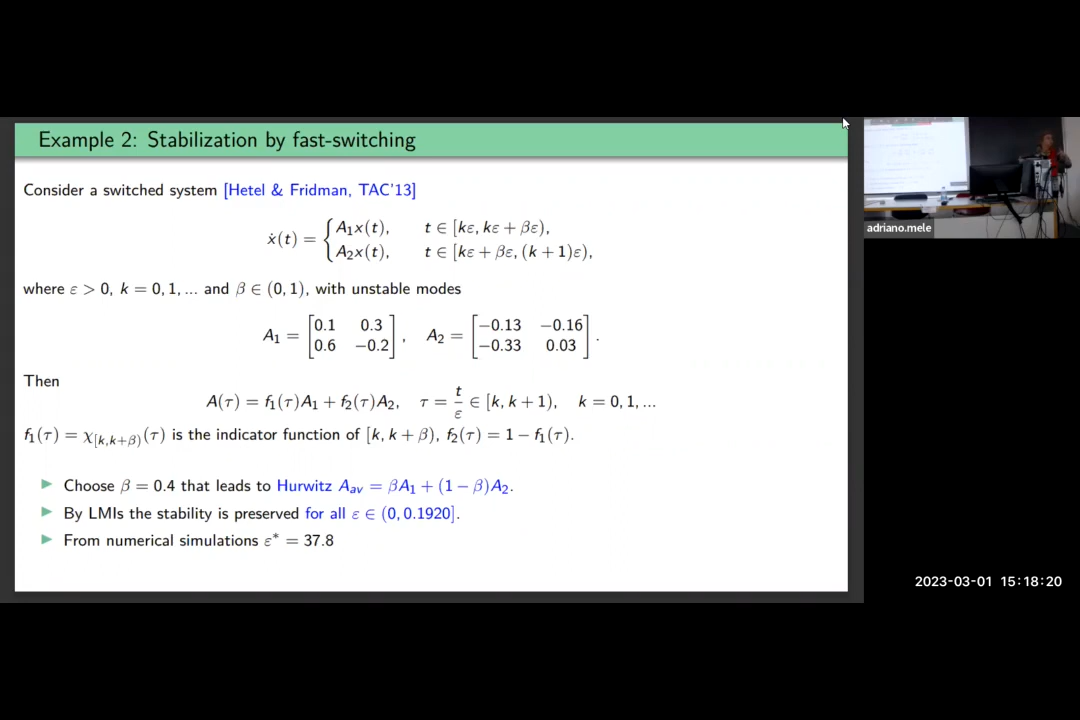 Example 2: Stabilization by fast-switching
Consider a switched system [Hetel & Fridman, TAC'13]
ẋ(t) = { A₁x(t), t ∈ [kε, kε + βε),
A₂x(t), t ∈ [kε + βε, (k + 1)ε),
where ε > 0, k = 0, 1, ... and β ∈ (0, 1), with unstable modes
A₁ = [0.1 0.3; 0.6 −0.2], A₂ = [−0.13 −0.16; −0.33 0.03].
Then
A(τ) = f₁(τ)A₁ + f₂(τ)A₂, τ = t/ε ∈ [k, k + 1), k = 0, 1, ...
f₁(τ) = χ_[k,k+β)(τ) is the indicator function of [k, k + β), f₂(τ) = 1 − f₁(τ).
Choose β = 0.4 that leads to Hurwitz A_av = βA₁ + (1 − β)A₂.
By LMIs the stability is preserved for all ε ∈ (0, 0.1920].
From numerical simulations ε* = 37.8
adriano.mele
2023-03-01 15:18:20